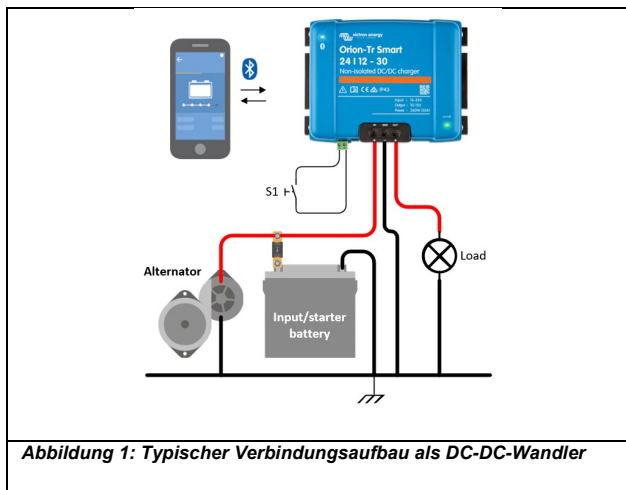 victron energy
Orion-Tr Smart
24 | 12 - 30
Non-isolated DC/DC charger
IP43
S1
Load
Alternator
Input/starter
battery
Abbildung 1: Typischer Verbindungsaufbau als DC-DC-Wandler